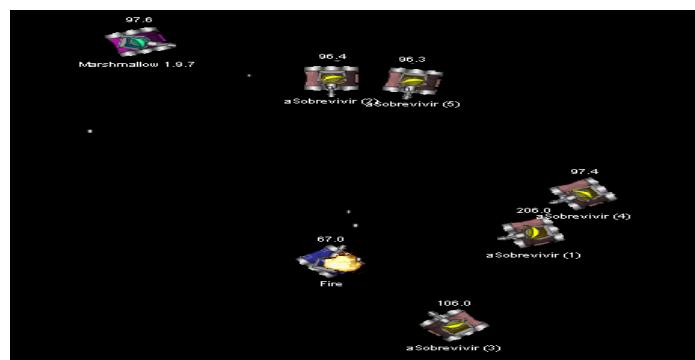 97.6
Marshmallow 1.9.7
96.4
aSobrevivir (2)
96.3
aSobrevivir (5)
97.4
aSobrevivir (4)
206.0
aSobrevivir (1)
67.0
Fire
106.0
aSobrevivir (3)